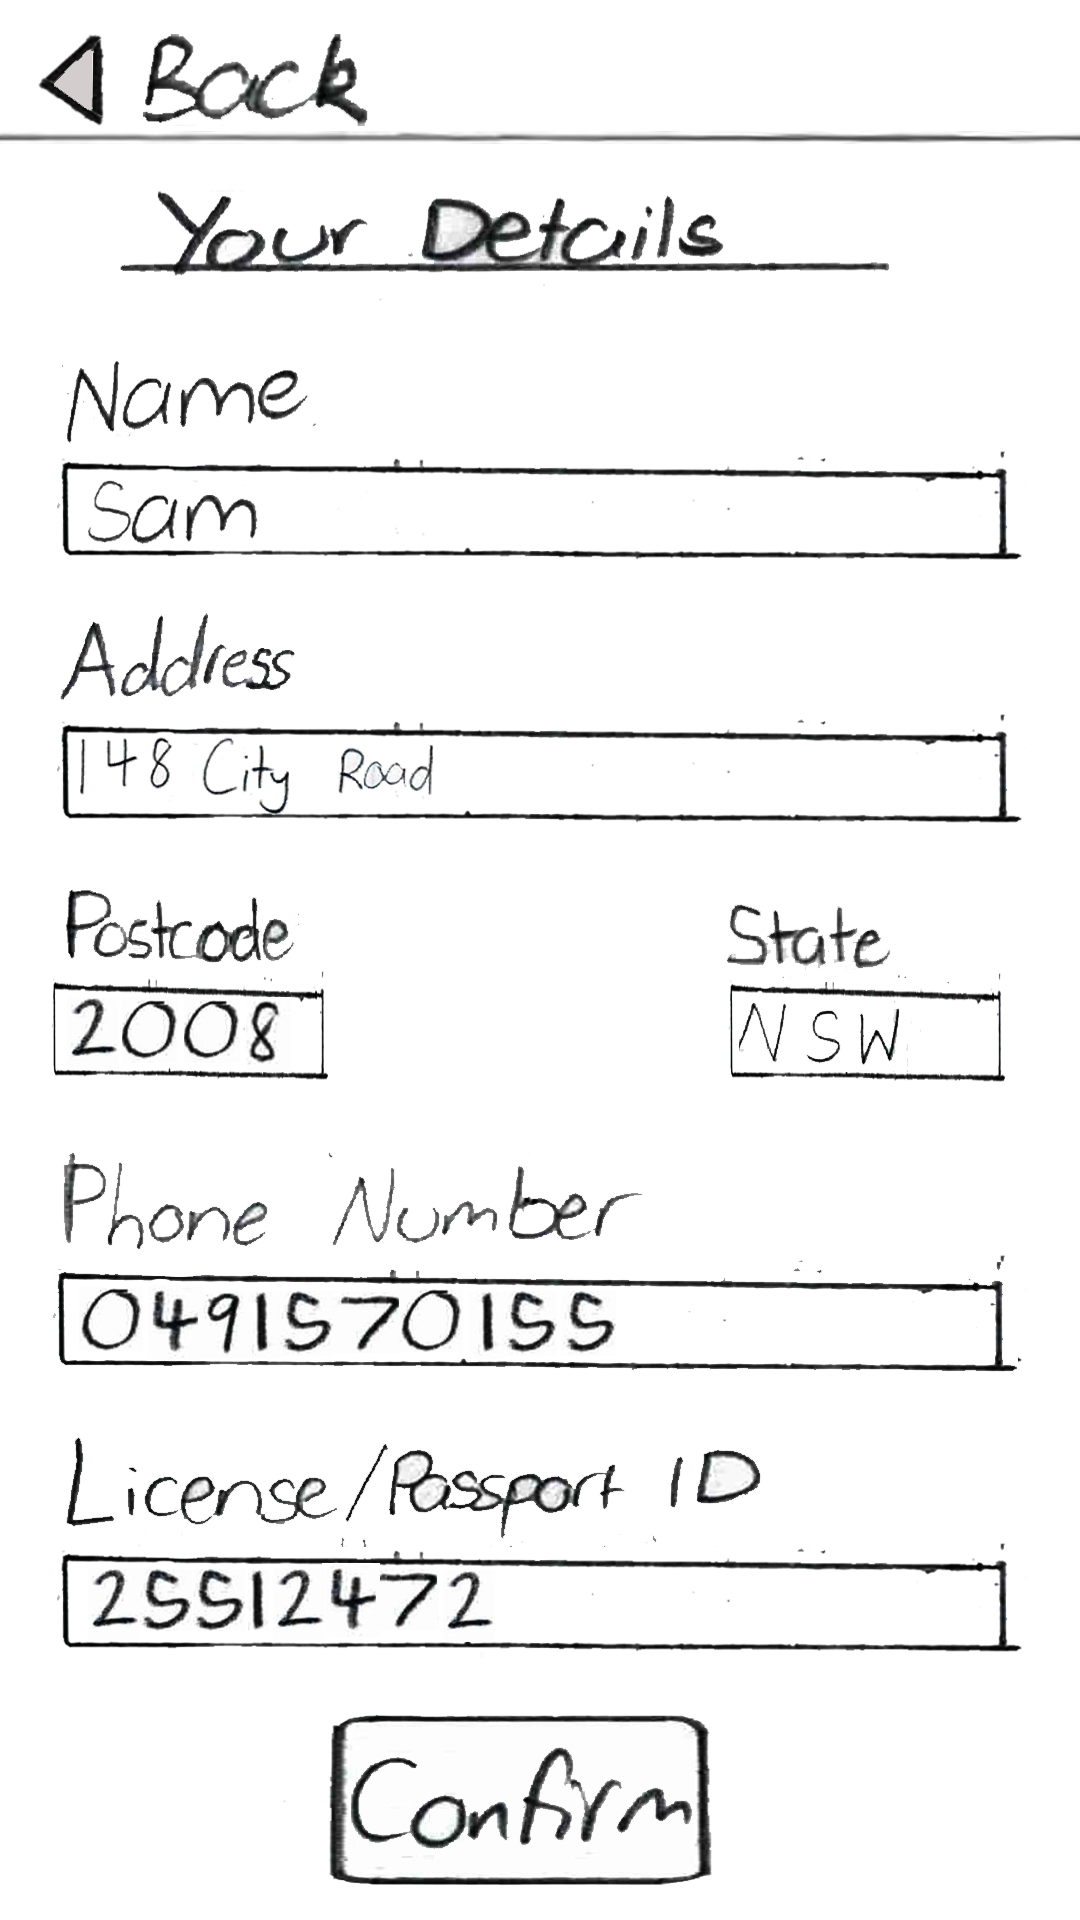 Back
Your Details
Name
Sam
Address
148 City Road
Postcode State
2008 NSW
Phone Number
0491570155
License/Passport ID
25512472
Confirm